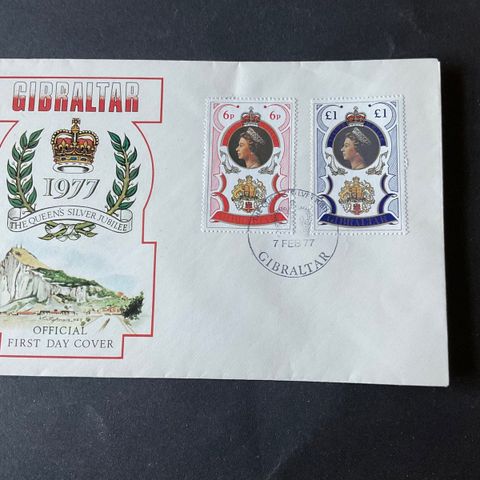 GIBRALTAR
1977
THE QUEEN'S SILVER JUBILEE
OFFICIAL
FIRST DAY COVER
6p 6p
£1 £1
GIBRALTAR
7 FEB 77
GIBRALTAR